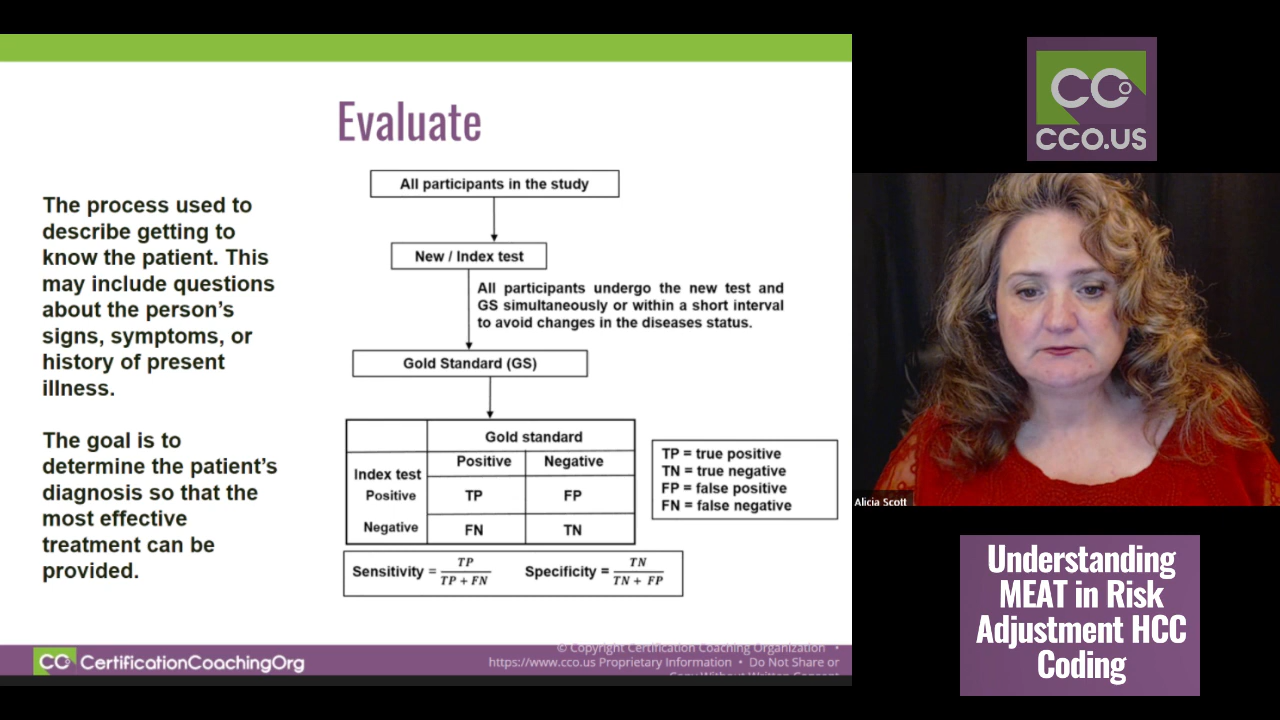 Evaluate
The process used to
describe getting to
know the patient. This
may include questions
about the person's
signs, symptoms, or
history of present
illness.
The goal is to
determine the patient's
diagnosis so that the
most effective
treatment can be
provided.
All participants in the study
New / Index test
All participants undergo the new test and
GS simultaneously or within a short interval
to avoid changes in the diseases status.
Gold Standard (GS)
Gold standard
Index test
Positive Negative
Positive TP FP
Negative FN TN
TP = true positive
TN = true negative
FP = false positive
FN = false negative
Sensitivity = TP / TP + FN
Specificity = TN / TN + FP
CC CertificationCoachingOrg
© Copyright Certification Coaching Organization •
https://www.cco.us Proprietary Information • Do Not Share or
Copy Without Written Consent
CCO
CCO.US
Alicia Scott
Understanding
MEAT in Risk
Adjustment HCC
Coding